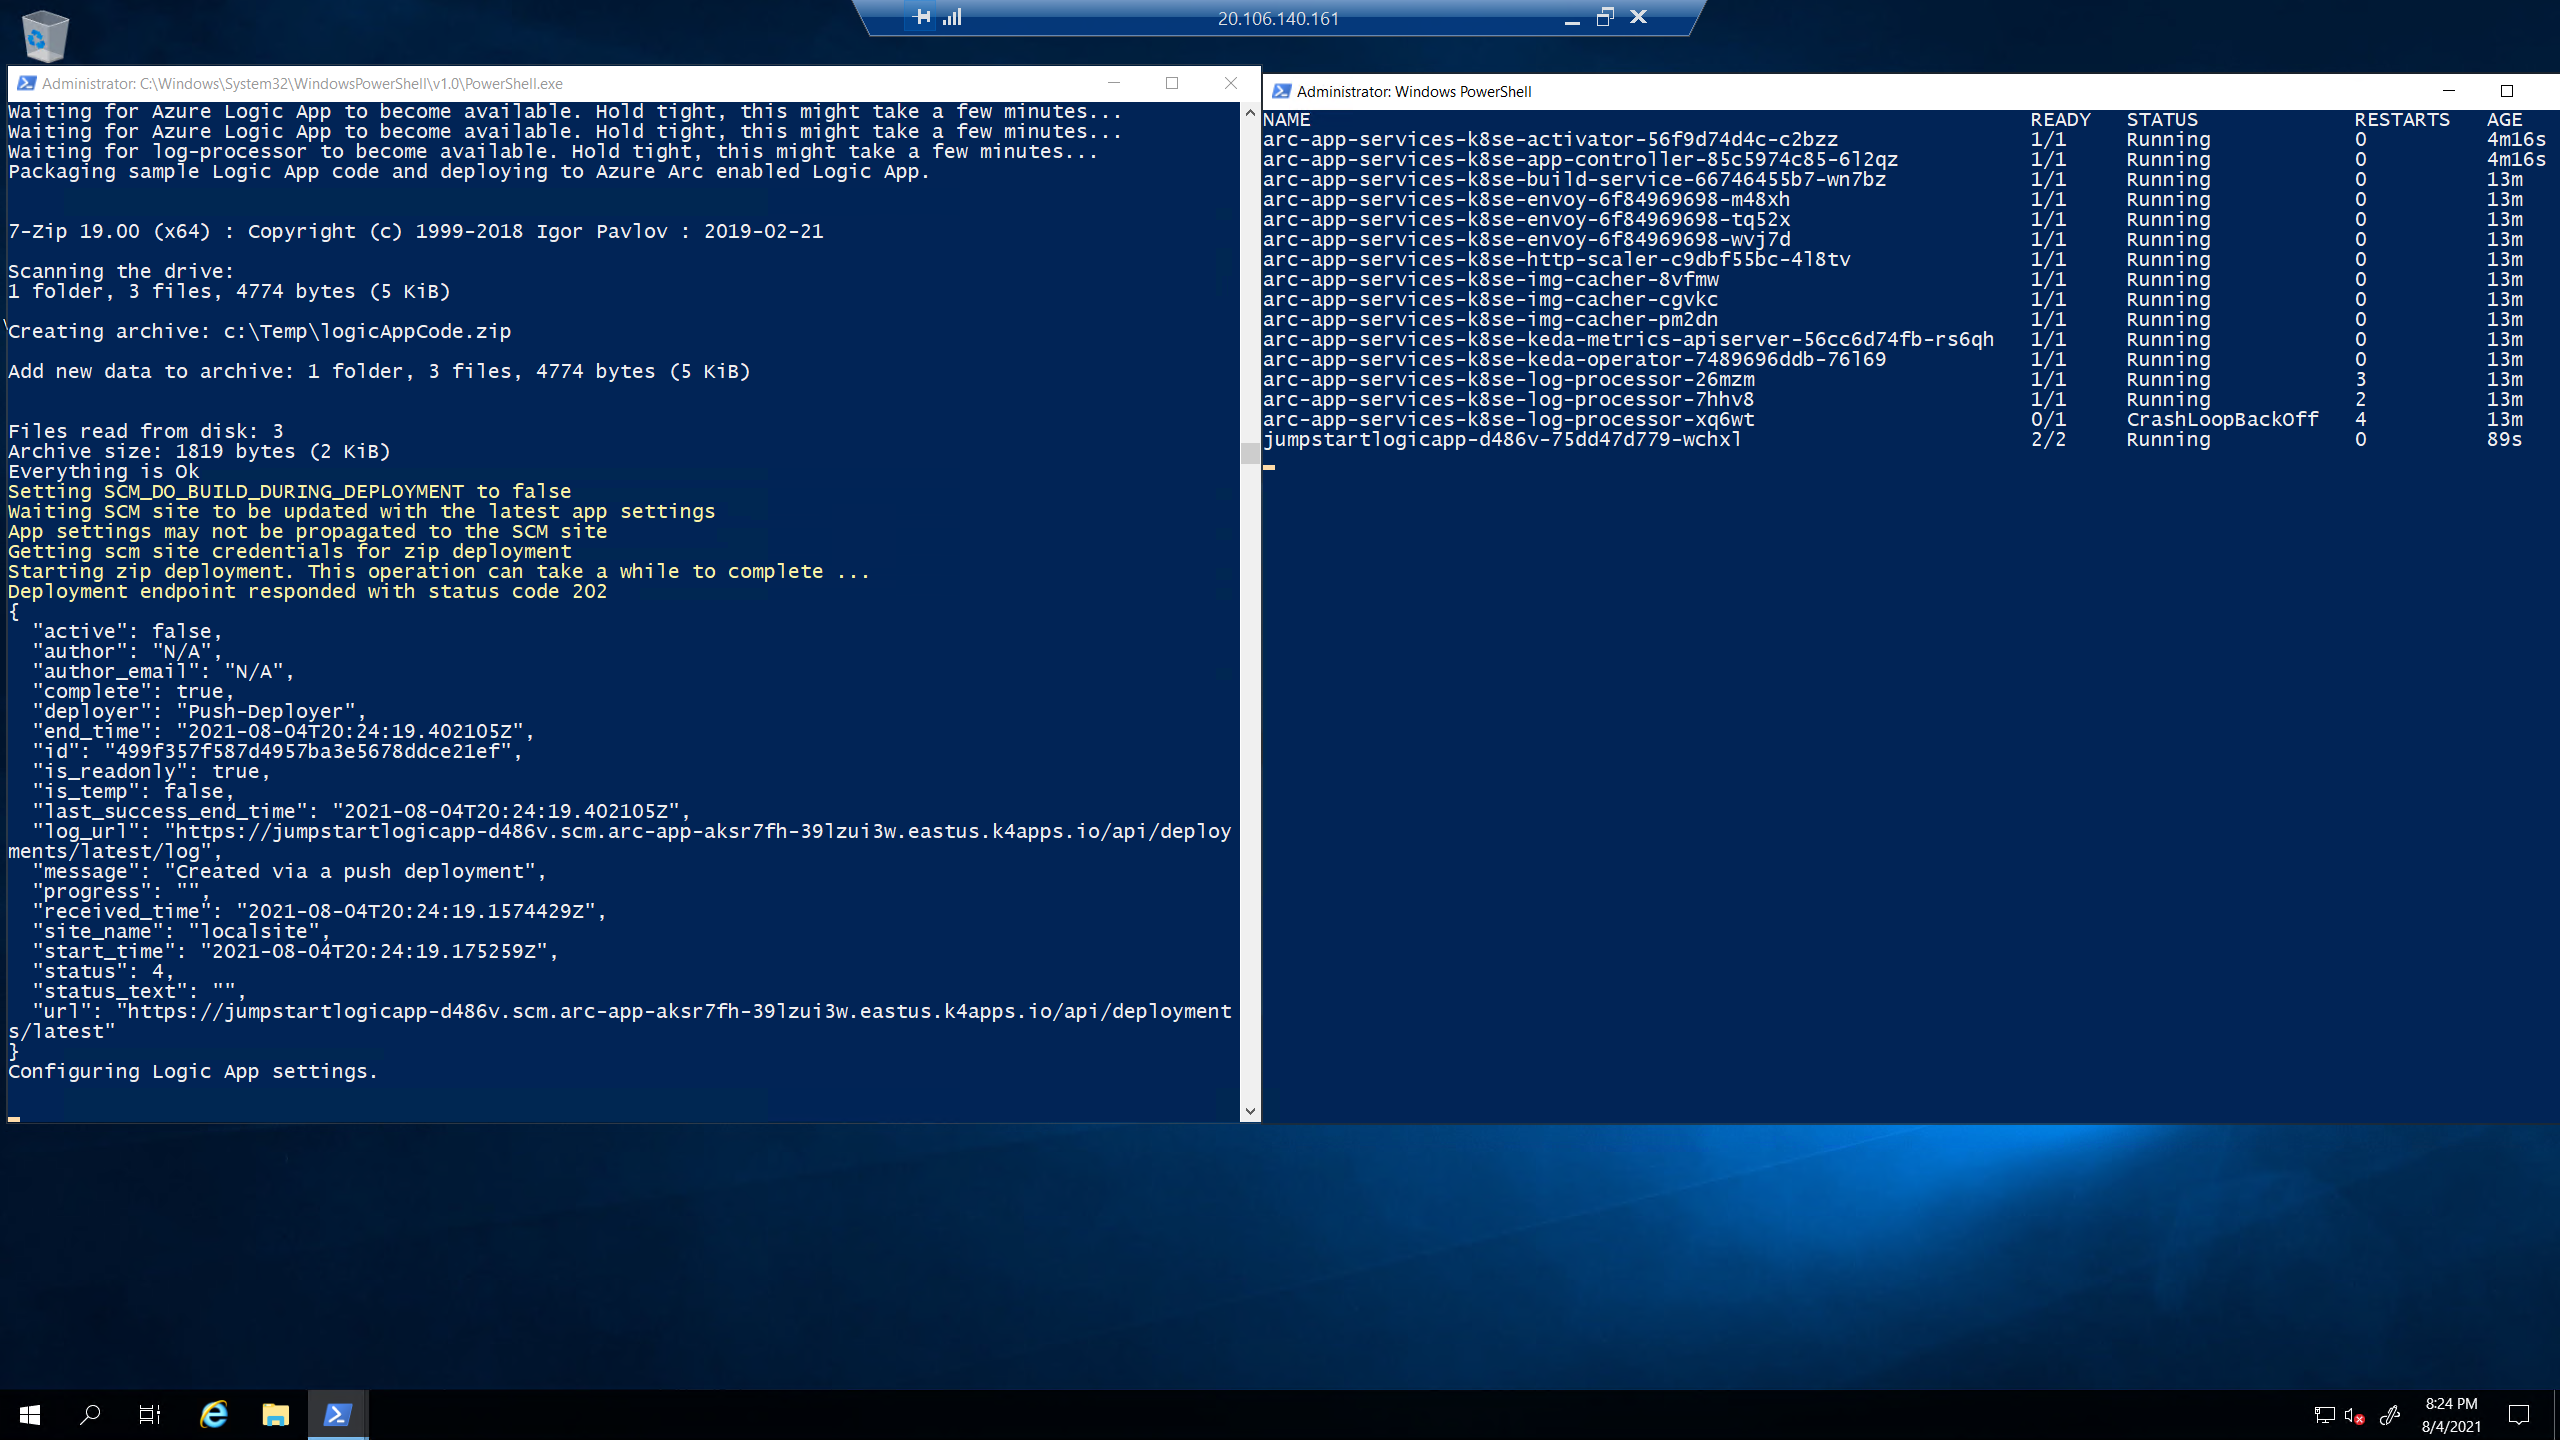 20.106.140.161
Administrator: C:\Windows\System32\WindowsPowerShell\v1.0\PowerShell.exe
Waiting for Azure Logic App to become available. Hold tight, this might take a few minutes...
Waiting for Azure Logic App to become available. Hold tight, this might take a few minutes...
Waiting for log-processor to become available. Hold tight, this might take a few minutes...
Packaging sample Logic App code and deploying to Azure Arc enabled Logic App.
7-Zip 19.00 (x64) : Copyright (c) 1999-2018 Igor Pavlov : 2019-02-21
Scanning the drive:
1 folder, 3 files, 4774 bytes (5 KiB)
Creating archive: c:\Temp\logicAppCode.zip
Add new data to archive: 1 folder, 3 files, 4774 bytes (5 KiB)
Files read from disk: 3
Archive size: 1819 bytes (2 KiB)
Everything is Ok
Setting SCM_DO_BUILD_DURING_DEPLOYMENT to false
Waiting SCM site to be updated with the latest app settings
App settings may not be propagated to the SCM site
Getting scm site credentials for zip deployment
Starting zip deployment. This operation can take a while to complete ...
Deployment endpoint responded with status code 202
{
"active": false,
"author": "N/A",
"author_email": "N/A",
"complete": true,
"deployer": "Push-Deployer",
"end_time": "2021-08-04T20:24:19.402105Z",
"id": "499f357f587d4957ba3e5678ddce21ef",
"is_readonly": true,
"is_temp": false,
"last_success_end_time": "2021-08-04T20:24:19.402105Z",
"log_url": "https://jumpstartlogicapp-d486v.scm.arc-app-aksr7fh-39lzui3w.eastus.k4apps.io/api/deploy
ments/latest/log",
"message": "Created via a push deployment",
"progress": "",
"received_time": "2021-08-04T20:24:19.1574429Z",
"site_name": "localsite",
"start_time": "2021-08-04T20:24:19.175259Z",
"status": 4,
"status_text": "",
"url": "https://jumpstartlogicapp-d486v.scm.arc-app-aksr7fh-39lzui3w.eastus.k4apps.io/api/deployment
s/latest"
}
Configuring Logic App settings.
Administrator: Windows PowerShell
NAME READY STATUS RESTARTS AGE
arc-app-services-k8se-activator-56f9d74d4c-c2bzz 1/1 Running 0 4m16s
arc-app-services-k8se-app-controller-85c5974c85-6l2qz 1/1 Running 0 4m16s
arc-app-services-k8se-build-service-66746455b7-wn7bz 1/1 Running 0 13m
arc-app-services-k8se-envoy-6f84969698-m48xh 1/1 Running 0 13m
arc-app-services-k8se-envoy-6f84969698-tq52x 1/1 Running 0 13m
arc-app-services-k8se-envoy-6f84969698-wvj7d 1/1 Running 0 13m
arc-app-services-k8se-http-scaler-c9dbf55bc-4l8tv 1/1 Running 0 13m
arc-app-services-k8se-img-cacher-8vfmw 1/1 Running 0 13m
arc-app-services-k8se-img-cacher-cgvkc 1/1 Running 0 13m
arc-app-services-k8se-img-cacher-pm2dn 1/1 Running 0 13m
arc-app-services-k8se-keda-metrics-apiserver-56cc6d74fb-rs6qh 1/1 Running 0 13m
arc-app-services-k8se-keda-operator-7489696ddb-76l69 1/1 Running 0 13m
arc-app-services-k8se-log-processor-26mzm 1/1 Running 3 13m
arc-app-services-k8se-log-processor-7hhv8 1/1 Running 2 13m
arc-app-services-k8se-log-processor-xq6wt 0/1 CrashLoopBackOff 4 13m
jumpstartlogicapp-d486v-75dd47d779-wchxl 2/2 Running 0 89s
8:24 PM
8/4/2021